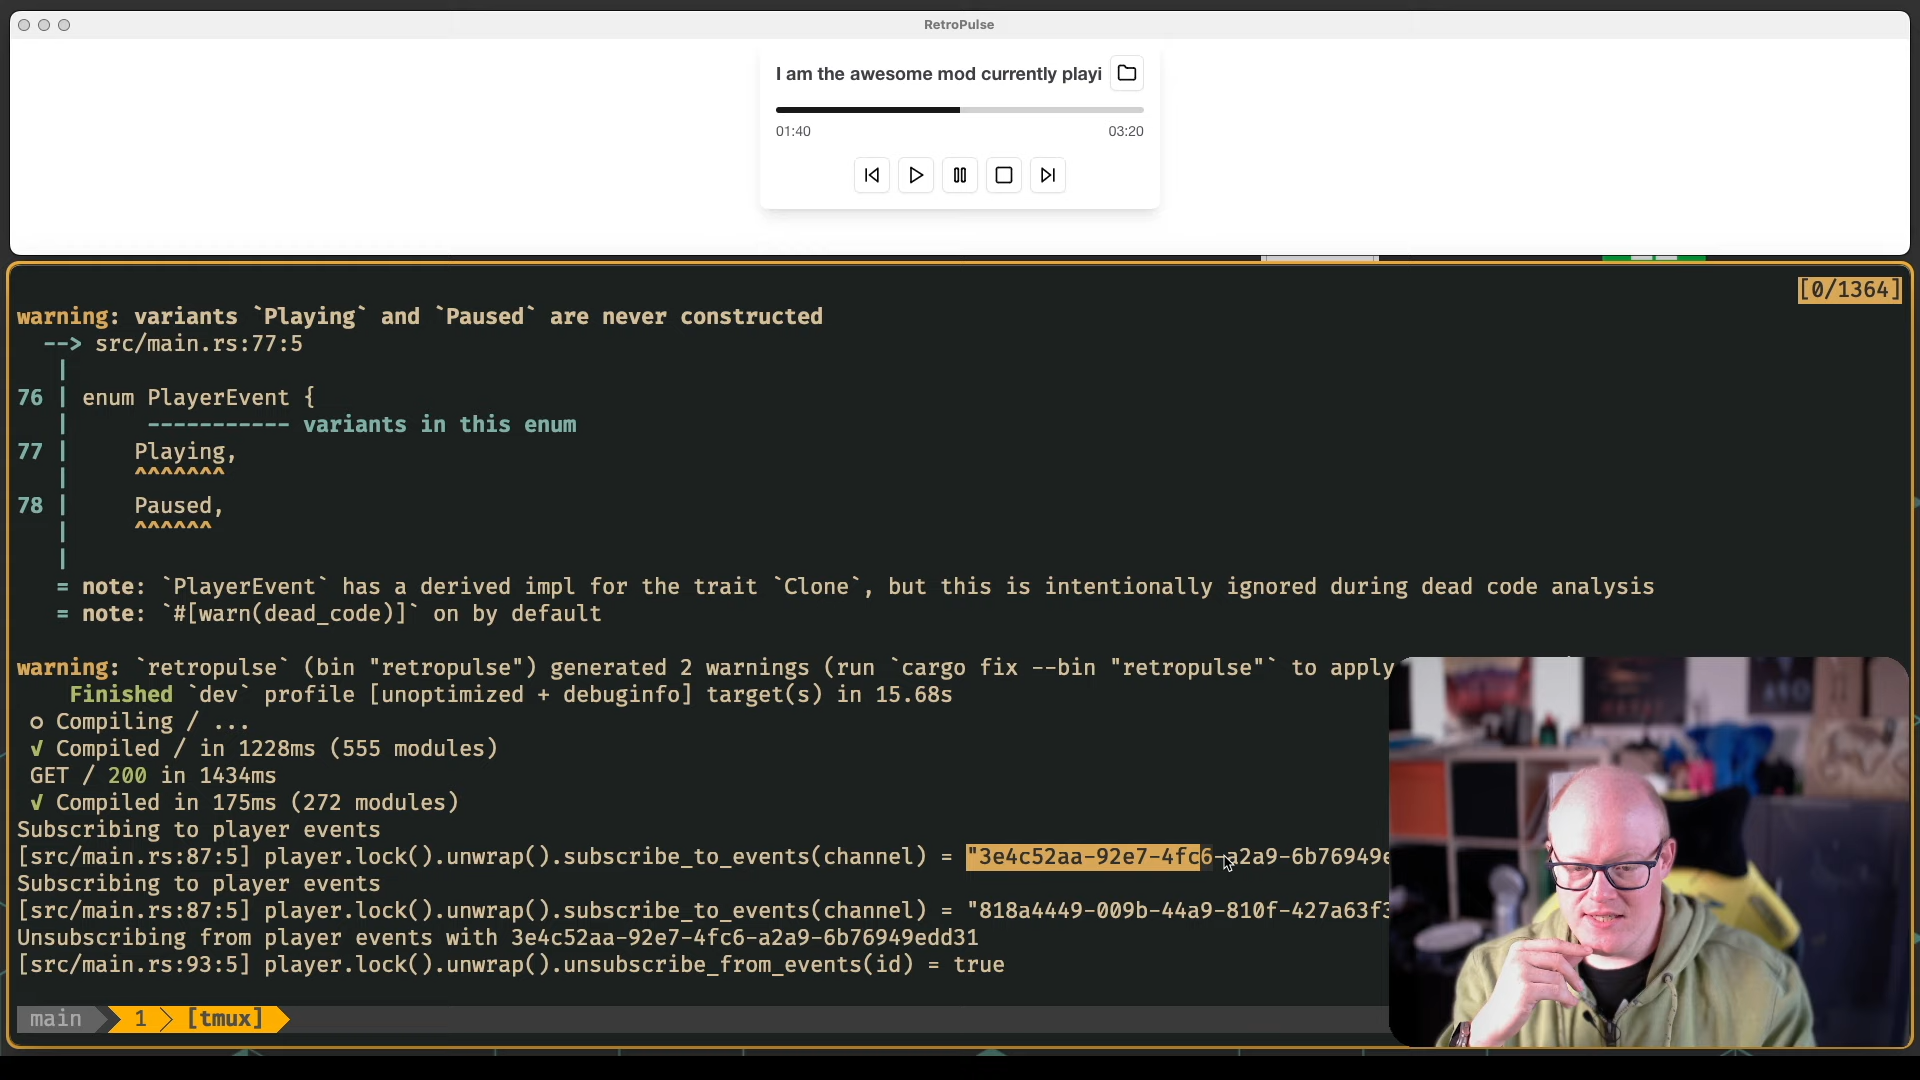 RetroPulse
I am the awesome mod currently playi
01:40 03:20
[0/1364]
warning: variants `Playing` and `Paused` are never constructed
--> src/main.rs:77:5
|
76 | enum PlayerEvent {
| ----------- variants in this enum
77 | Playing,
| ^^^^^^^
78 | Paused,
| ^^^^^^
|
= note: `PlayerEvent` has a derived impl for the trait `Clone`, but this is intentionally ignored during dead code analysis
= note: `#[warn(dead_code)]` on by default
warning: `retropulse` (bin "retropulse") generated 2 warnings (run `cargo fix --bin "retropulse"` to apply
Finished `dev` profile [unoptimized + debuginfo] target(s) in 15.68s
○ Compiling / ...
√ Compiled / in 1228ms (555 modules)
GET / 200 in 1434ms
√ Compiled in 175ms (272 modules)
Subscribing to player events
[src/main.rs:87:5] player.lock().unwrap().subscribe_to_events(channel) = "3e4c52aa-92e7-4fc6-a2a9-6b76949e
Subscribing to player events
[src/main.rs:87:5] player.lock().unwrap().subscribe_to_events(channel) = "818a4449-009b-44a9-810f-427a63f3
Unsubscribing from player events with 3e4c52aa-92e7-4fc6-a2a9-6b76949edd31
[src/main.rs:93:5] player.lock().unwrap().unsubscribe_from_events(id) = true
main 1 [tmux]